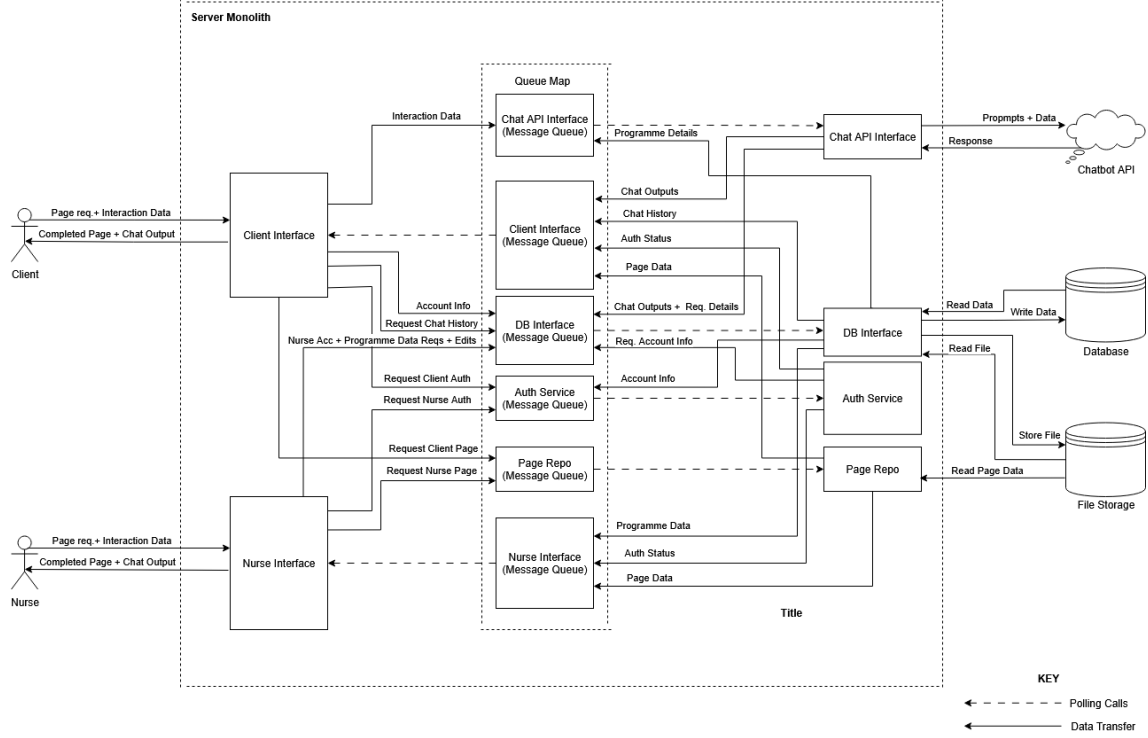 Server Monolith
Queue Map
Chat API Interface
(Message Queue)
Interaction Data
Programme Details
Chat API Interface
Propmpts + Data
Response
Chatbot API
Client Interface
Page req.+ Interaction Data
Completed Page + Chat Output
Client
Client Interface
(Message Queue)
Chat Outputs
Chat History
Auth Status
Page Data
Account Info
Request Chat History
Nurse Acc + Programme Data Reqs + Edits
DB Interface
(Message Queue)
Chat Outputs + Req. Details
Req. Account Info
DB Interface
Read Data
Write Data
Read File
Database
Request Client Auth
Request Nurse Auth
Auth Service
(Message Queue)
Account Info
Auth Service
Store File
Request Client Page
Request Nurse Page
Page Repo
(Message Queue)
Page Repo
Read Page Data
File Storage
Page req.+ Interaction Data
Completed Page + Chat Output
Nurse
Nurse Interface
Nurse Interface
(Message Queue)
Programme Data
Auth Status
Page Data
Title
KEY
Polling Calls
Data Transfer